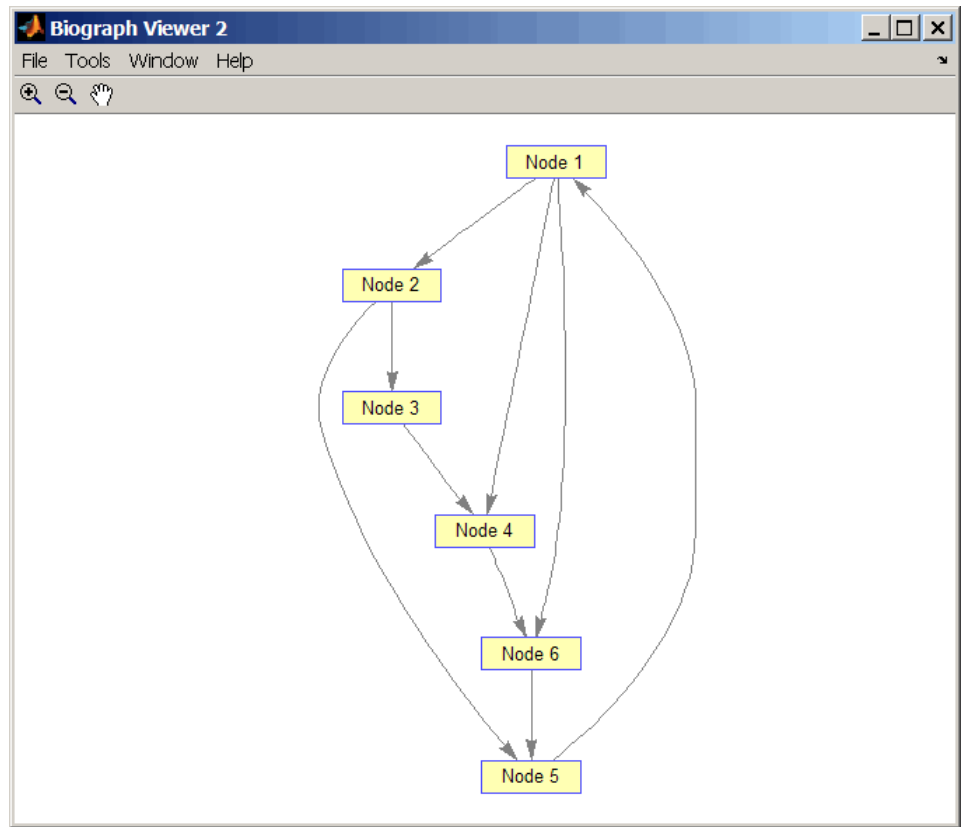 Biograph Viewer 2
File Tools Window Help
Node 1
Node 2
Node 3
Node 4
Node 6
Node 5